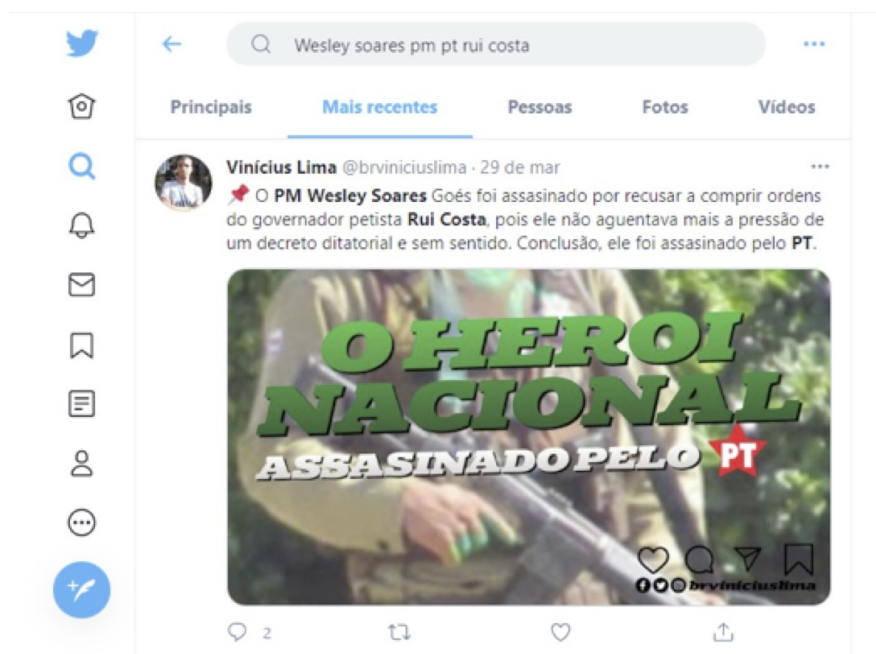 Wesley soares pm pt rui costa
Principais Mais recentes Pessoas Fotos Vídeos
Vinícius Lima @brviniciuslima · 29 de mar
O PM Wesley Soares Goés foi assasinado por recusar a comprir ordens
do governador petista Rui Costa, pois ele não aguentava mais a pressão de
um decreto ditatorial e sem sentido. Conclusão, ele foi assasinado pelo PT.
O HEROI
NACIONAL
ASSASINADO PELO PT
brviniciuslima
2